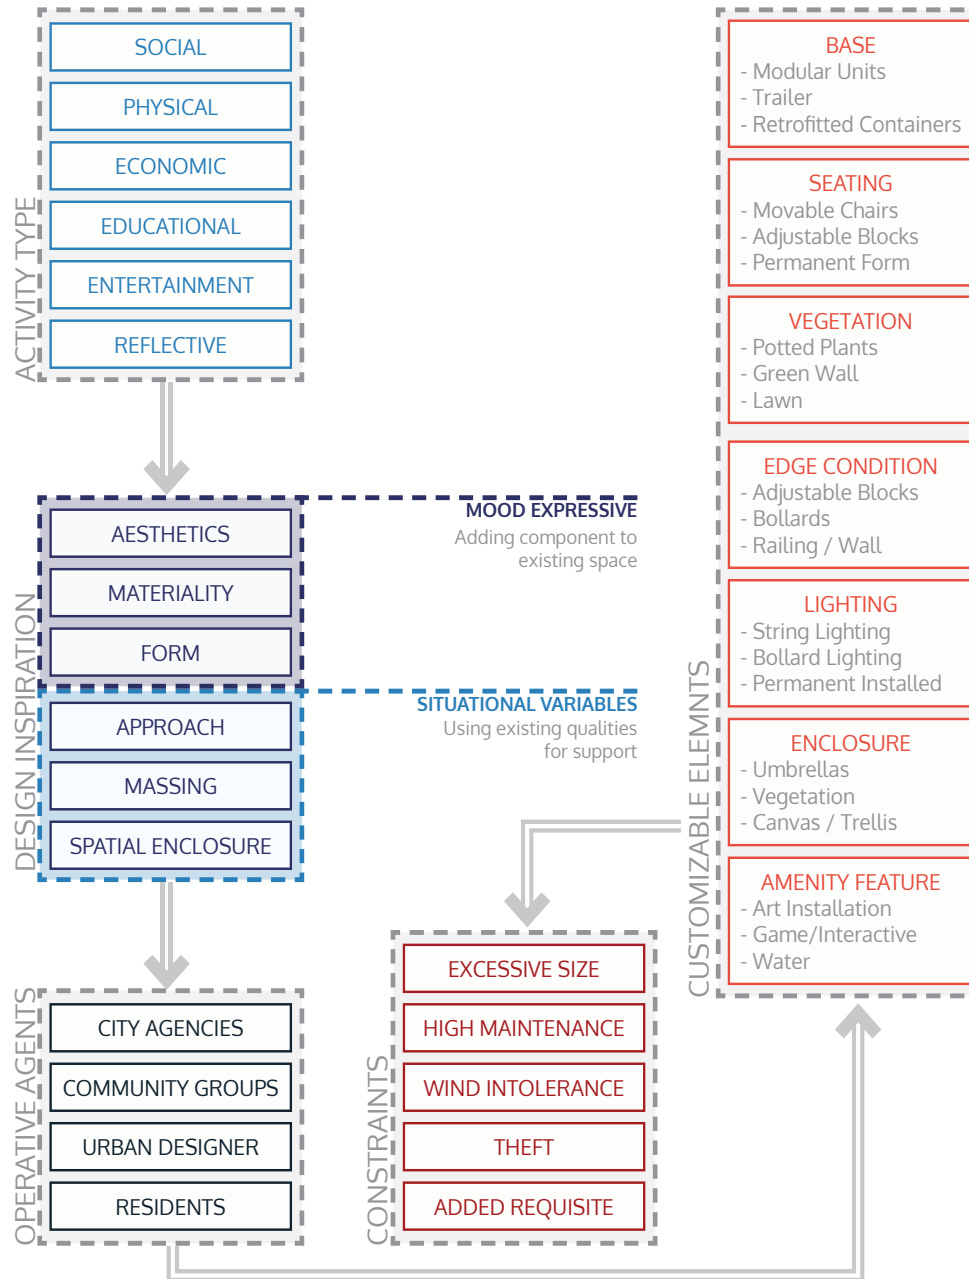 ACTIVITY TYPE
SOCIAL
PHYSICAL
ECONOMIC
EDUCATIONAL
ENTERTAINMENT
REFLECTIVE
DESIGN INSPIRATION
AESTHETICS
MATERIALITY
FORM
APPROACH
MASSING
SPATIAL ENCLOSURE
MOOD EXPRESSIVE
Adding component to
existing space
SITUATIONAL VARIABLES
Using existing qualities
for support
OPERATIVE AGENTS
CITY AGENCIES
COMMUNITY GROUPS
URBAN DESIGNER
RESIDENTS
CONSTRAINTS
EXCESSIVE SIZE
HIGH MAINTENANCE
WIND INTOLERANCE
THEFT
ADDED REQUISITE
CUSTOMIZABLE ELEMNTS
BASE
- Modular Units
- Trailer
- Retrofitted Containers
SEATING
- Movable Chairs
- Adjustable Blocks
- Permanent Form
VEGETATION
- Potted Plants
- Green Wall
- Lawn
EDGE CONDITION
- Adjustable Blocks
- Bollards
- Railing / Wall
LIGHTING
- String Lighting
- Bollard Lighting
- Permanent Installed
ENCLOSURE
- Umbrellas
- Vegetation
- Canvas / Trellis
AMENITY FEATURE
- Art Installation
- Game/Interactive
- Water